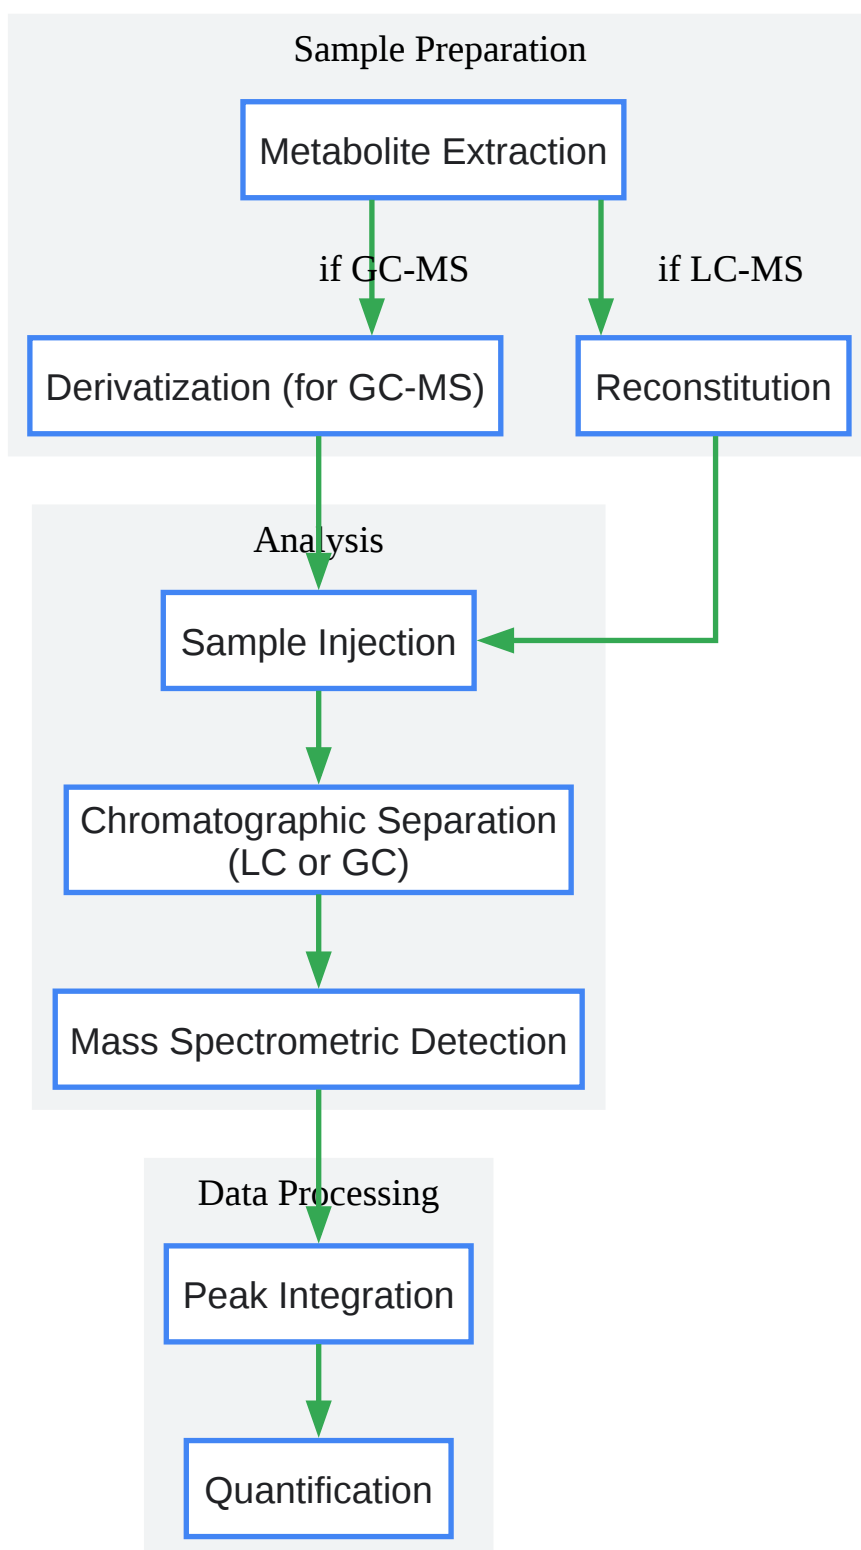 Sample Preparation
Metabolite Extraction
if GC-MS
if LC-MS
Derivatization (for GC-MS)
Reconstitution
Analysis
Sample Injection
Chromatographic Separation
(LC or GC)
Mass Spectrometric Detection
Data Processing
Peak Integration
Quantification